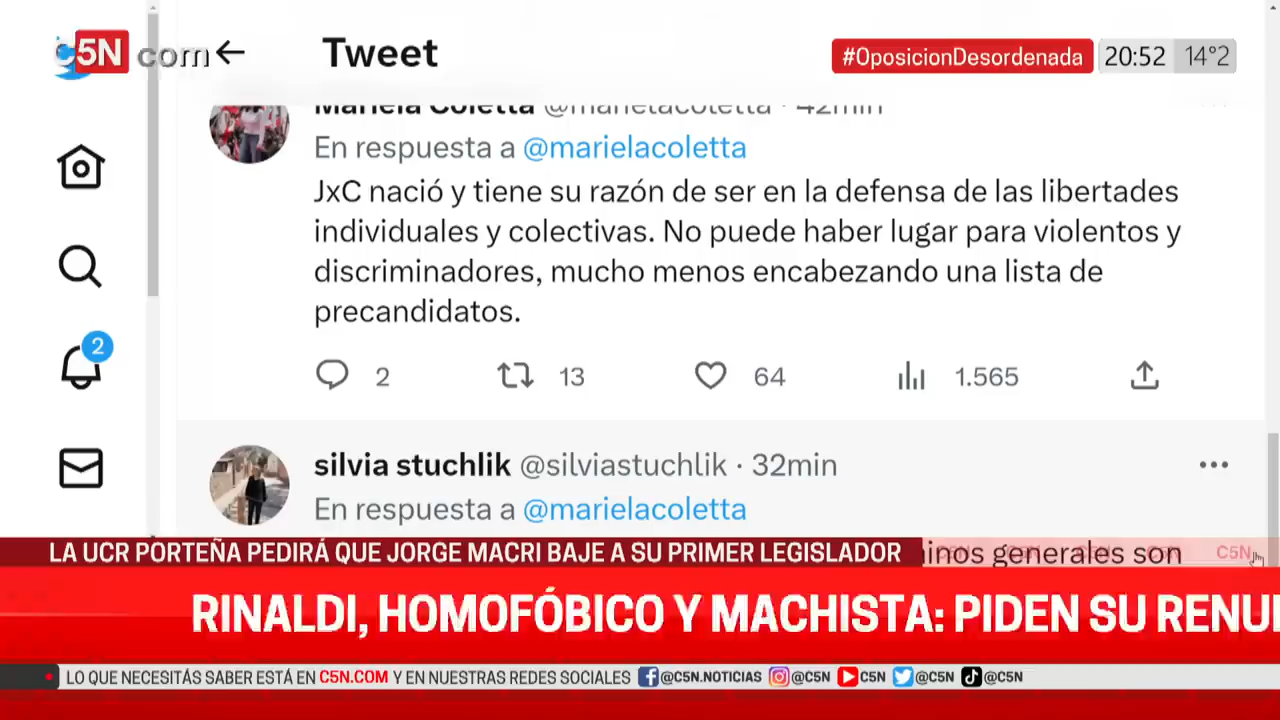 C5N com
Tweet
#OposicionDesordenada
20:52 14°2
Mariela Coletta @marielacoletta · 42min
En respuesta a @marielacoletta
JxC nació y tiene su razón de ser en la defensa de las libertades
individuales y colectivas. No puede haber lugar para violentos y
discriminadores, mucho menos encabezando una lista de
precandidatos.
2 13 64 1.565
2
silvia stuchlik @silviastuchlik · 32min
En respuesta a @marielacoletta
generales son
C5N
LA UCR PORTEÑA PEDIRÁ QUE JORGE MACRI BAJE A SU PRIMER LEGISLADOR
RINALDI, HOMOFÓBICO Y MACHISTA: PIDEN SU RENU
LO QUE NECESITÁS SABER ESTÁ EN C5N.COM Y EN NUESTRAS REDES SOCIALES @C5N.NOTICIAS @C5N C5N @C5N @C5N